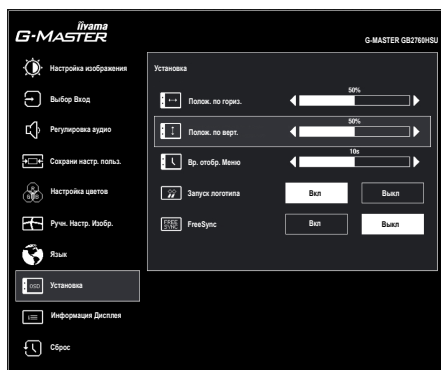 iiyama
G-MASTER
G-MASTER GB2760HSU
Настройка изображения
Выбор Вход
Регулировка аудио
Сохрани настр. польз.
R
G B
Настройка цветов
Ручн. Настр. Изобр.
Язык
OSD Установка
Информация Дисплея
Сброс
Установка
Полож. по гориз.
50%
Полож. по верт.
50%
Вр. отобр. Меню
10s
Запуск логотипа
Вкл
Выкл
FREE
SYNC
FreeSync
Вкл
Выкл